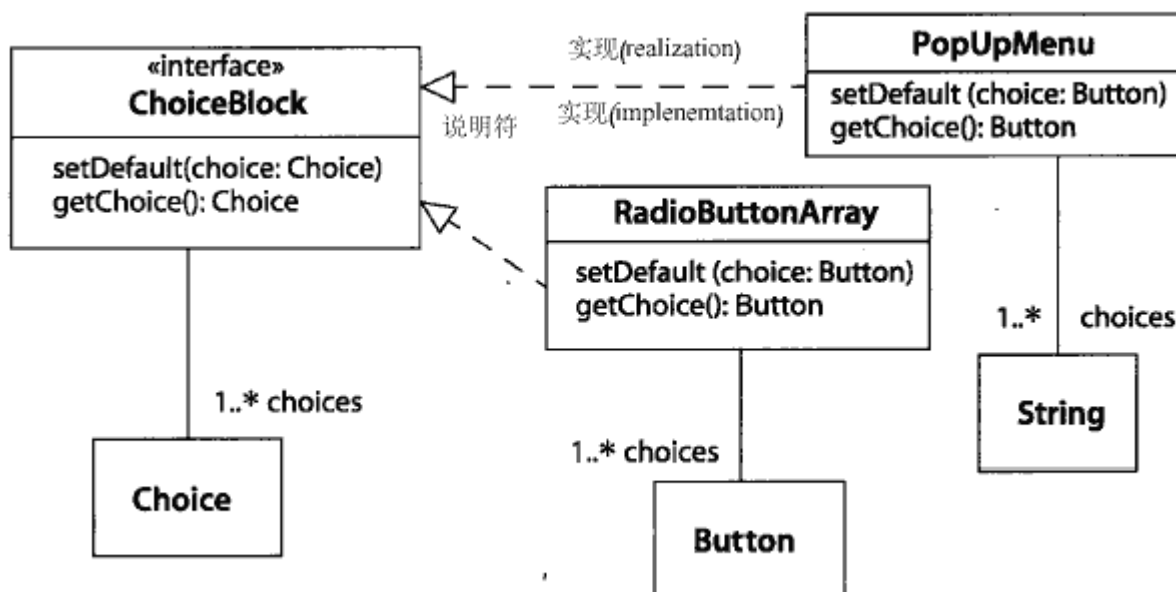 «interface»
ChoiceBlock
setDefault(choice: Choice)
getChoice(): Choice
1..* choices
Choice
实现(realization)
说明符
实现(implenemtation)
PopUpMenu
setDefault (choice: Button)
getChoice(): Button
1..* choices
String
RadioButtonArray
setDefault (choice: Button)
getChoice(): Button
1..* choices
Button